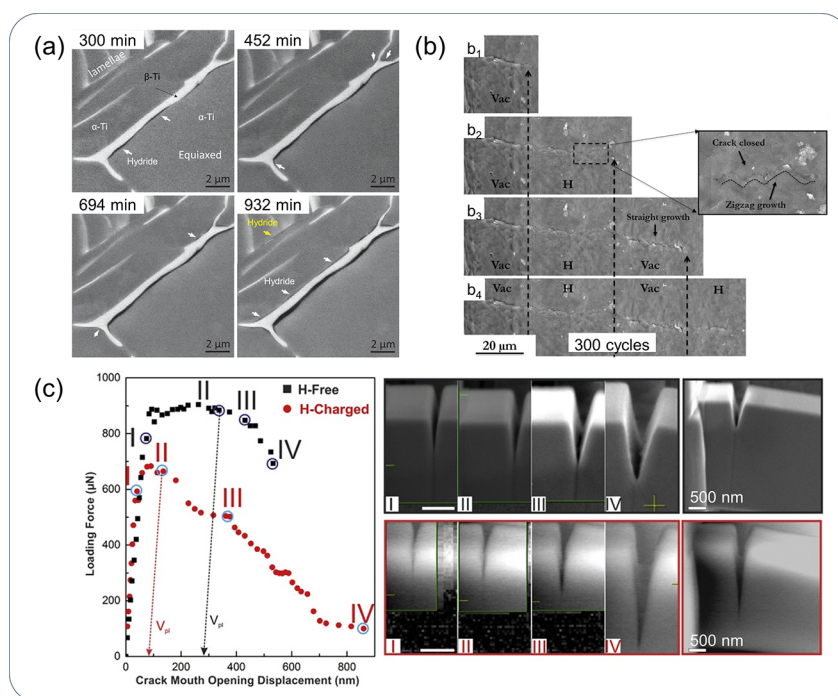 (a)
300 min
lamellae
β-Ti
α-Ti
α-Ti
Equiaxed
Hydride
2 μm
452 min
2 μm
694 min
2 μm
932 min
Hydride
Hydride
2 μm
(b)
b1
Vac
b2
Vac H
Crack closed
Zigzag growth
b3
Straight growth
Vac H Vac
b4
Vac H Vac H
20 μm 300 cycles
(c)
Loading Force (μN)
1000
800
600
400
200
0
0 200 400 600 800
Crack Mouth Opening Displacement (nm)
H-Free
H-Charged
I II III IV
I II III IV
Vpl
Vpl
I II III IV
500 nm
I II III IV
500 nm